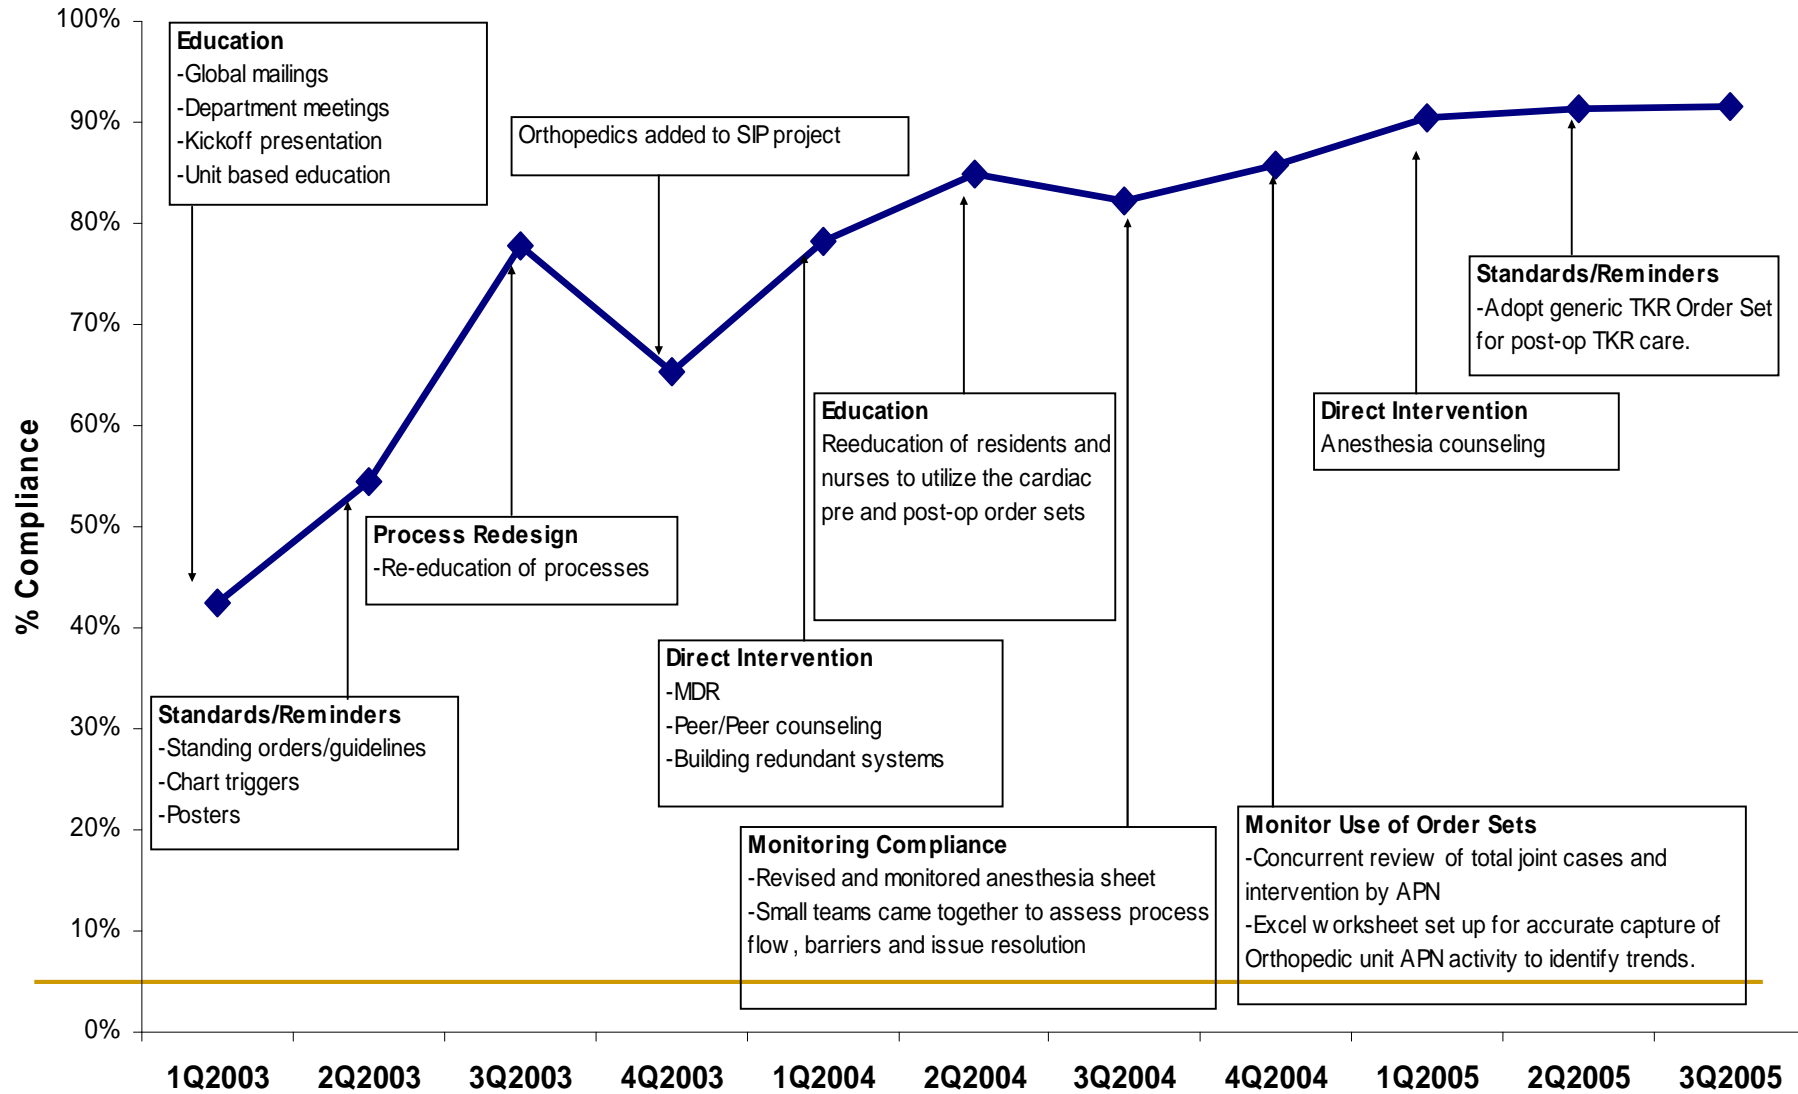 100%
90%
80%
70%
60%
50%
40%
30%
20%
10%
0%
% Compliance
Education
-Global mailings
-Department meetings
-Kickoff presentation
-Unit based education
Orthopedics added to SIP project
Standards/Reminders
-Adopt generic TKR Order Set
for post-op TKR care.
Education
Reeducation of residents and
nurses to utilize the cardiac
pre and post-op order sets
Direct Intervention
Anesthesia counseling
Process Redesign
-Re-education of processes
Direct Intervention
-MDR
-Peer/Peer counseling
-Building redundant systems
Standards/Reminders
-Standing orders/guidelines
-Chart triggers
-Posters
Monitoring Compliance
-Revised and monitored anesthesia sheet
-Small teams came together to assess process
flow, barriers and issue resolution
Monitor Use of Order Sets
-Concurrent review of total joint cases and
intervention by APN
-Excel worksheet set up for accurate capture of
Orthopedic unit APN activity to identify trends.
1Q2003 2Q2003 3Q2003 4Q2003 1Q2004 2Q2004 3Q2004 4Q2004 1Q2005 2Q2005 3Q2005